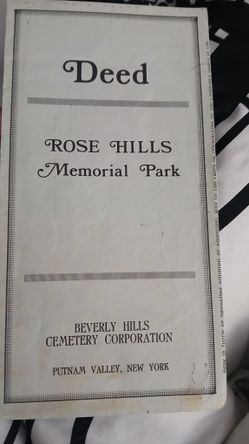 Deed
ROSE HILLS
Memorial Park
BEVERLY HILLS
CEMETERY CORPORATION
PUTNAM VALLEY, NEW YORK